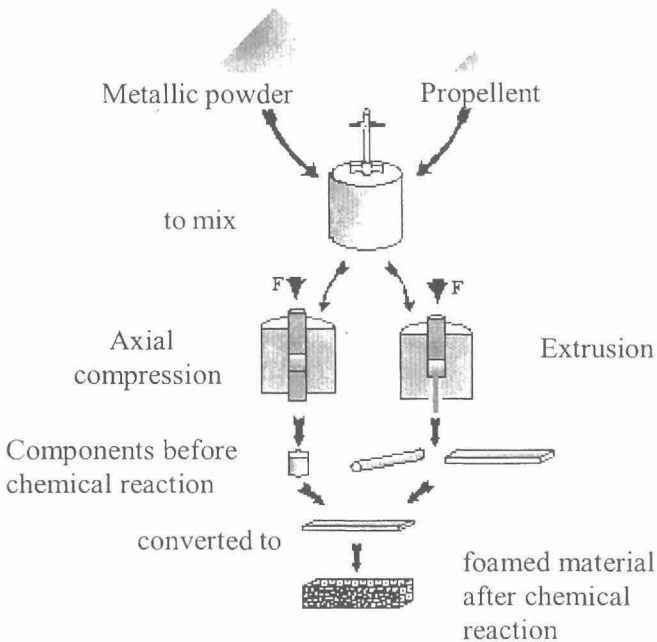 Metallic powder
Propellent
to mix
F
F
Axial
compression
Extrusion
Components before
chemical reaction
converted to
foamed material
after chemical
reaction